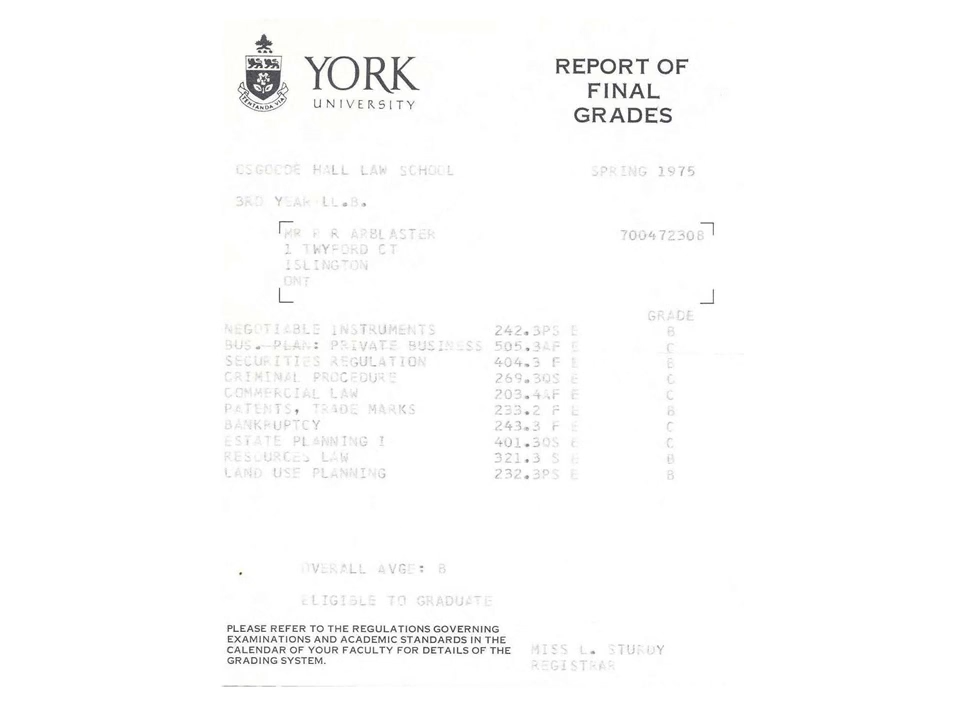 YORK
UNIVERSITY
TENTANDA VIA
REPORT OF
FINAL
GRADES
OSGOODE HALL LAW SCHOOL SPRING 1975
3RD YEAR LL.B.
MR R R ARBLASTER 700472308
1 TWYFORD CT
ISLINGTON
ONT
GRADE
NEGOTIABLE INSTRUMENTS 242.3PS E B
BUS. PLAN: PRIVATE BUSINESS 505.3AF E C
SECURITIES REGULATION 404.3 F E B
CRIMINAL PROCEDURE 269.3QS E C
COMMERCIAL LAW 203.4AF E C
PATENTS, TRADE MARKS 233.2 F E B
BANKRUPTCY 243.3 F E C
ESTATE PLANNING I 401.3QS E C
RESOURCES LAW 321.3 S E B
LAND USE PLANNING 232.3PS E B
OVERALL AVGE: B
ELIGIBLE TO GRADUATE
PLEASE REFER TO THE REGULATIONS GOVERNING
EXAMINATIONS AND ACADEMIC STANDARDS IN THE
CALENDAR OF YOUR FACULTY FOR DETAILS OF THE
GRADING SYSTEM.
MISS L. STURDY
REGISTRAR